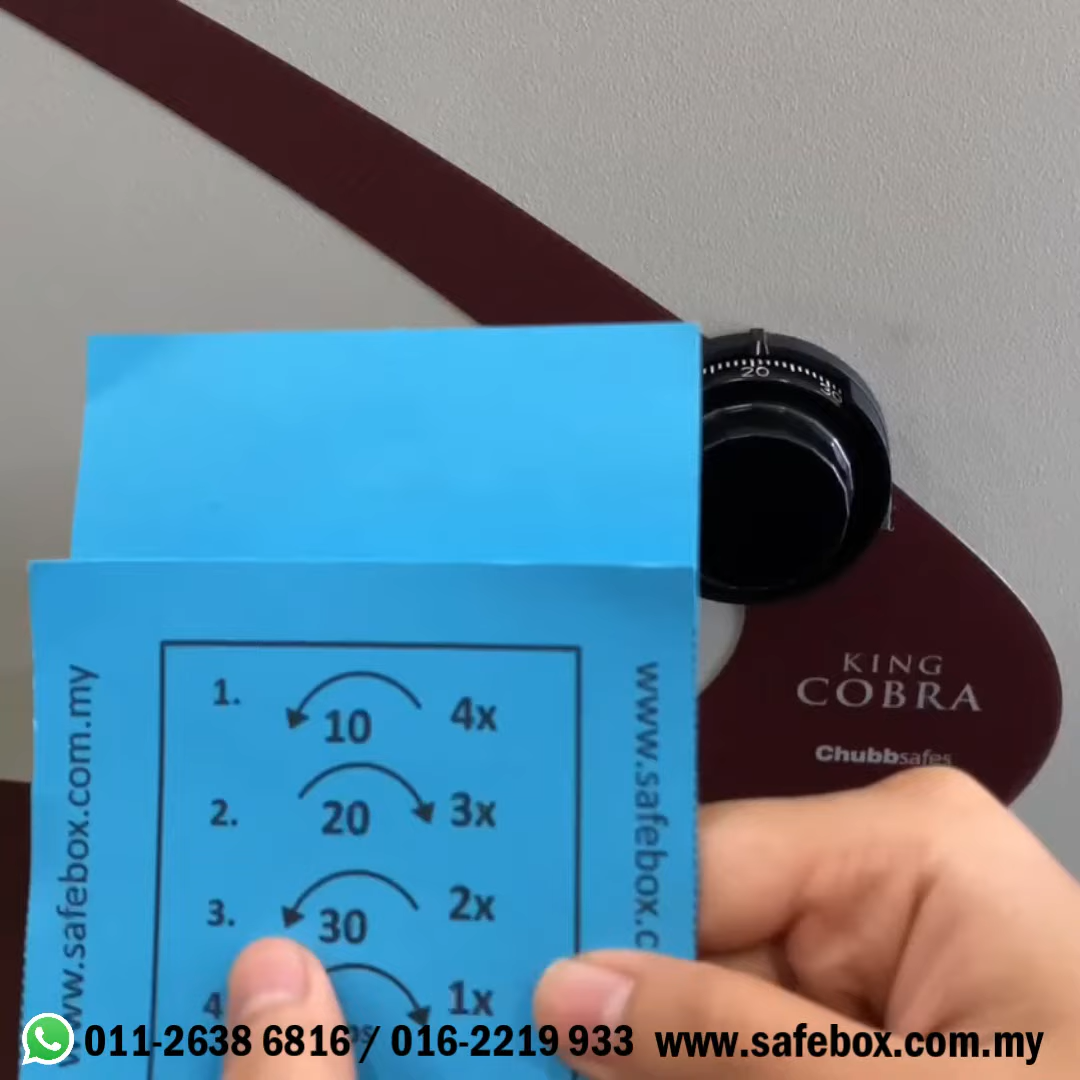 20
30
KING
COBRA
Chubbsafes
www.safebox.com.my
1. 10 4x
2. 20 3x
3. 30 2x
4 1x
www.safebox.c
011-2638 6816 / 016-2219 933 www.safebox.com.my